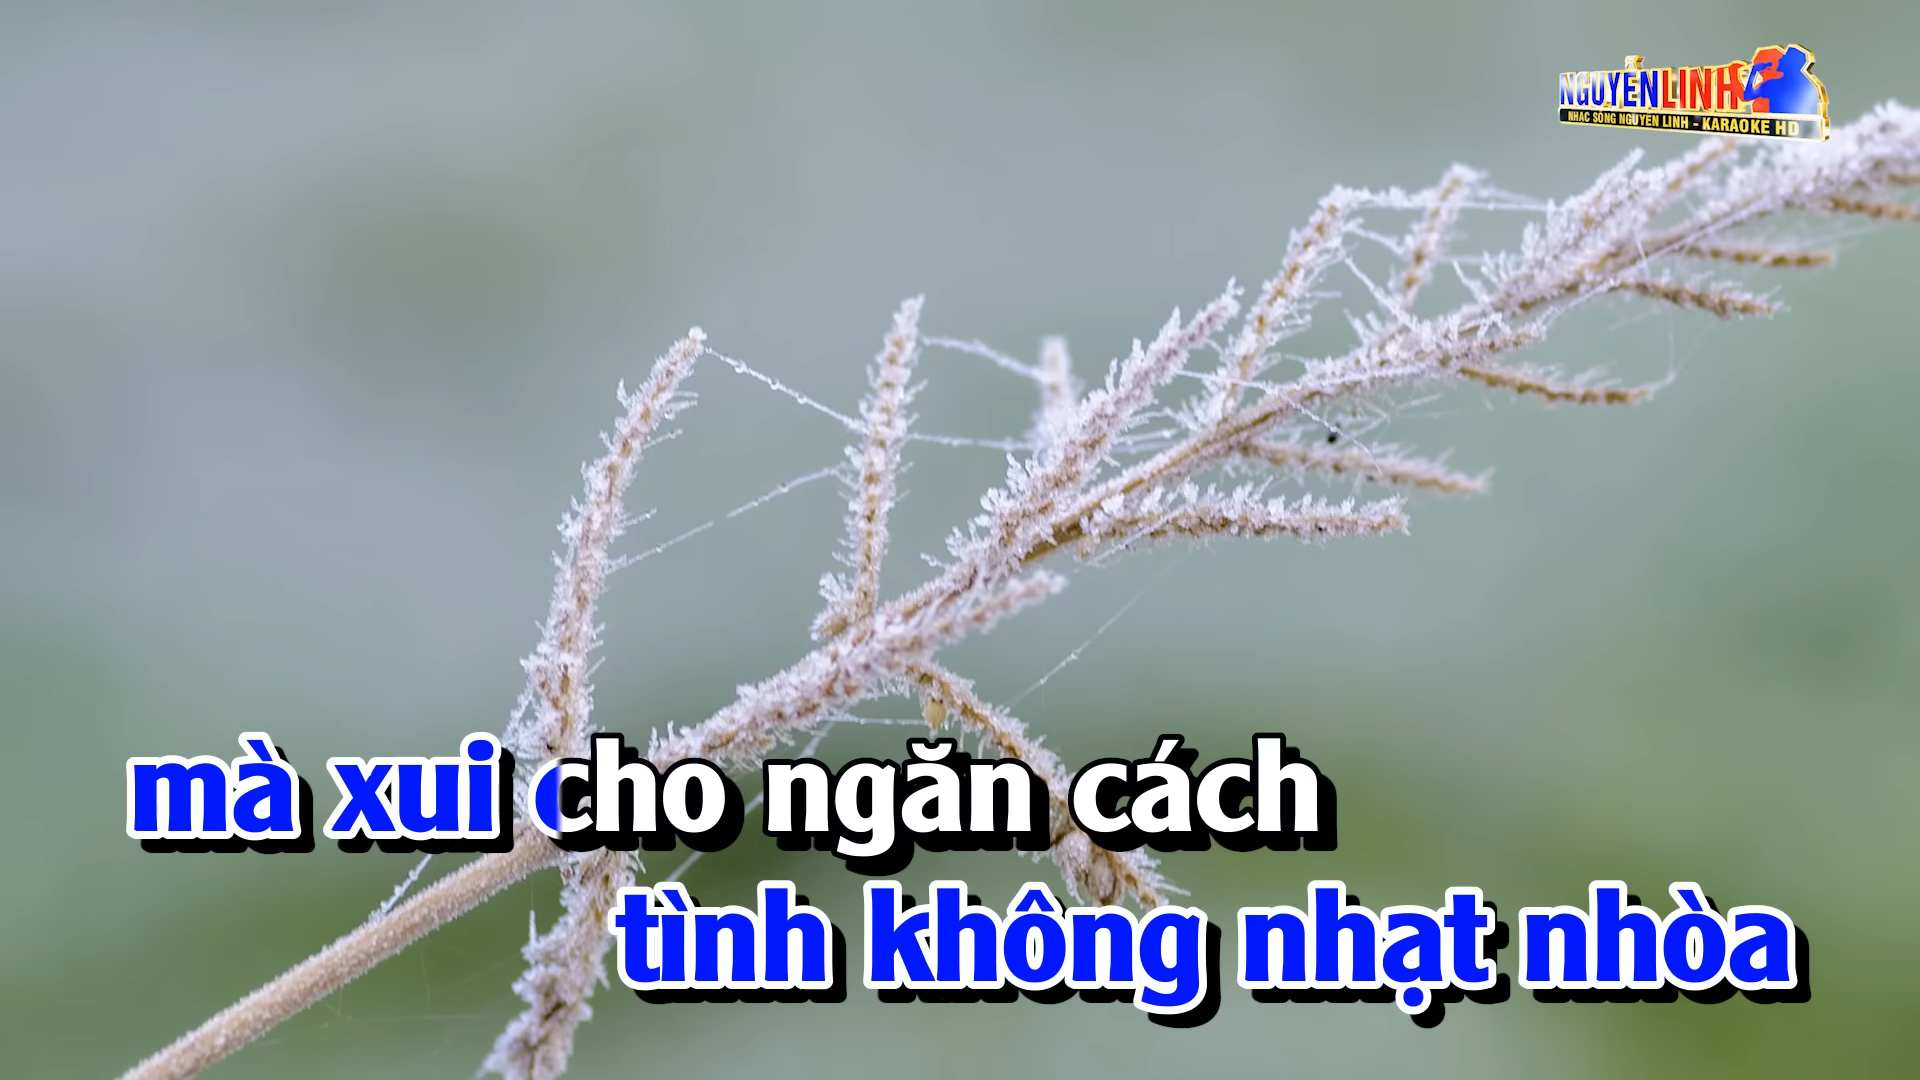 NGUYỄN LINH
NHẠC SỐNG NGUYỄN LINH - KARAOKE HD
mà xui cho ngăn cách
tình không nhạt nhòa